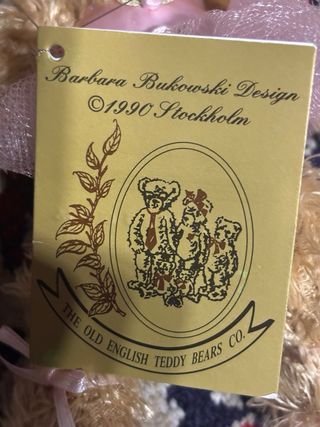 Barbara Bukowski Design
©1990 Stockholm
THE OLD ENGLISH TEDDY BEARS CO.